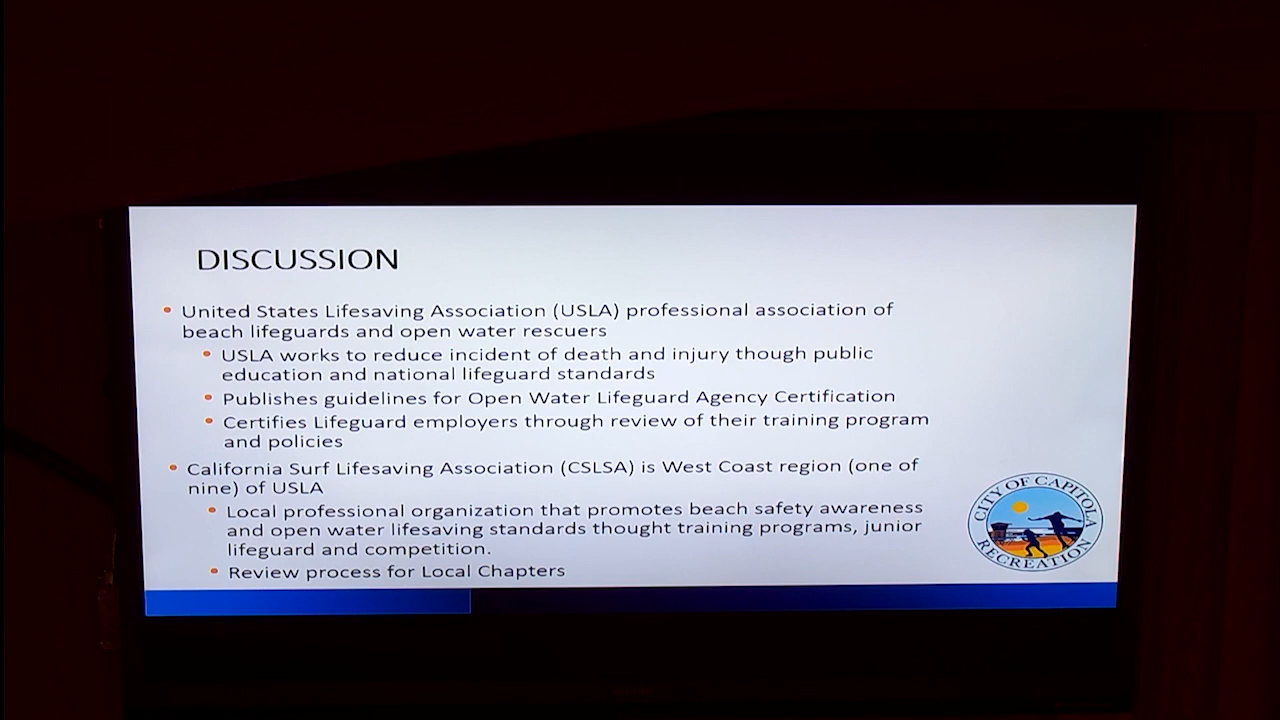 DISCUSSION
• United States Lifesaving Association (USLA) professional association of
beach lifeguards and open water rescuers
• USLA works to reduce incident of death and injury though public
education and national lifeguard standards
• Publishes guidelines for Open Water Lifeguard Agency Certification
• Certifies Lifeguard employers through review of their training program
and policies
• California Surf Lifesaving Association (CSLSA) is West Coast region (one of
nine) of USLA
• Local professional organization that promotes beach safety awareness
and open water lifesaving standards thought training programs, junior
lifeguard and competition.
• Review process for Local Chapters
CITY OF CAPITOLA
RECREATION